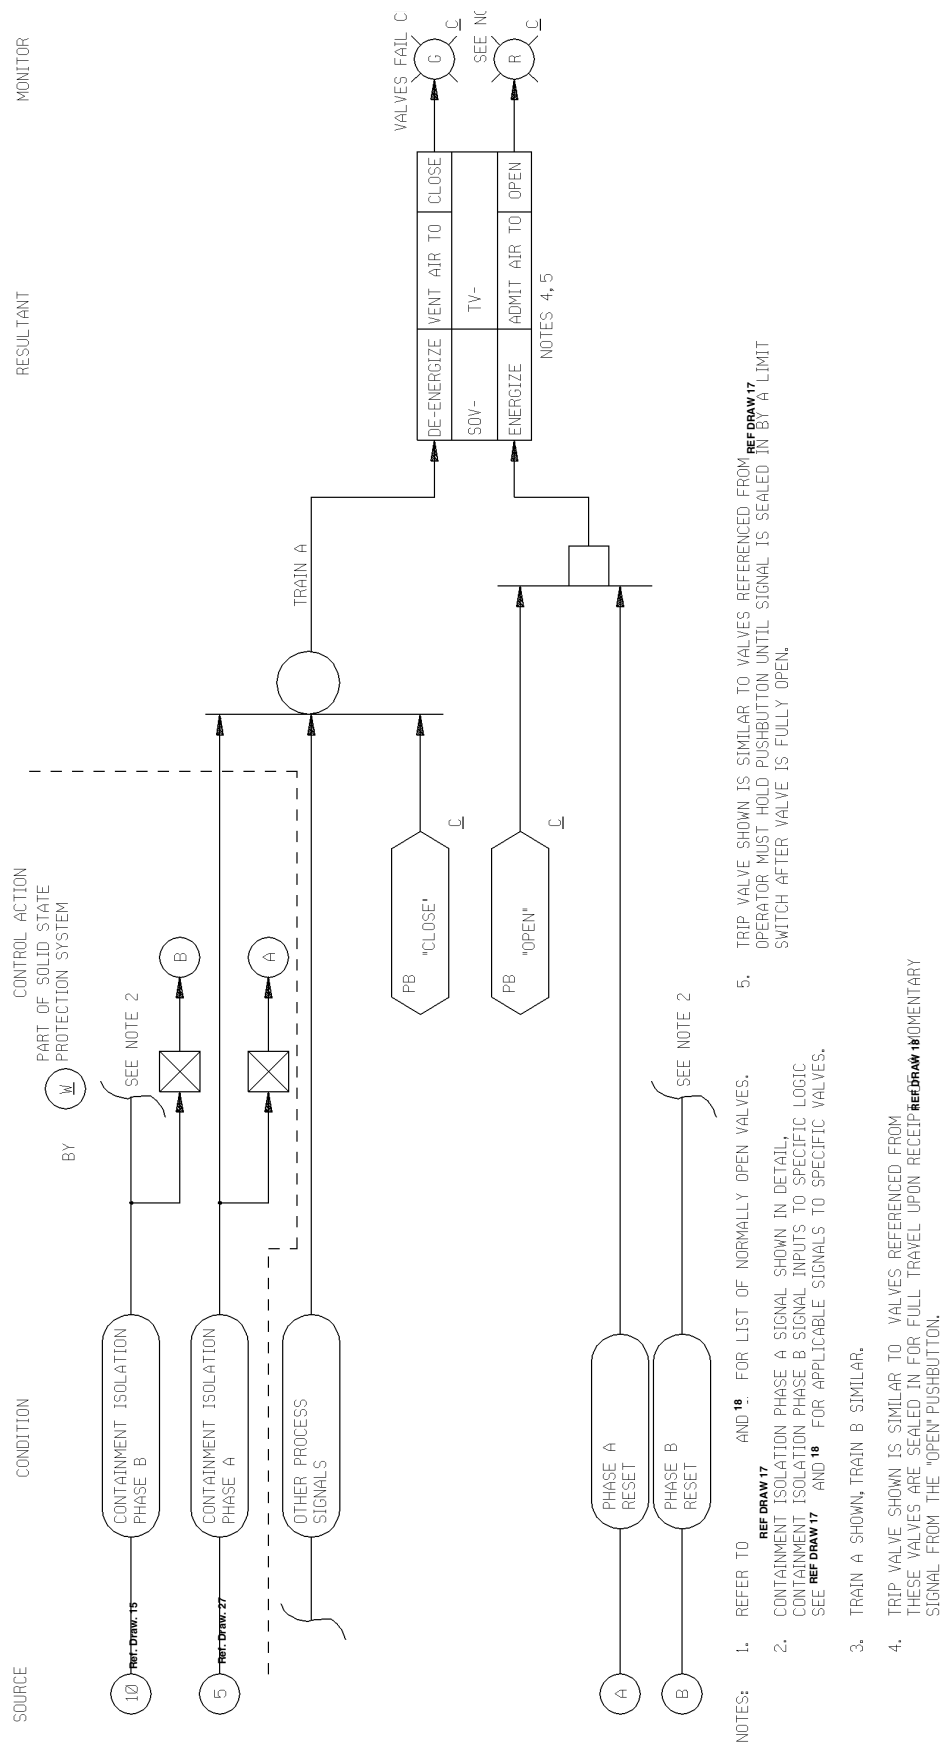 SOURCE
CONDITION
CONTROL ACTION
RESULTANT
MONITOR
BY
W
PART OF SOLID STATE
PROTECTION SYSTEM
10
Ref. Draw. 15
CONTAINMENT ISOLATION
PHASE B
SEE NOTE 2
B
5
Ref. Draw. 27
CONTAINMENT ISOLATION
PHASE A
A
OTHER PROCESS
SIGNALS
TRAIN A
PB
"CLOSE"
C
PB
"OPEN"
C
DE-ENERGIZE
VENT AIR TO
CLOSE
SOV-
TV-
ENERGIZE
ADMIT AIR TO
OPEN
NOTES 4,5
VALVES FAIL C
G
C
SEE NO
R
C
A
PHASE A
RESET
B
PHASE B
RESET
SEE NOTE 2
NOTES:
1. REFER TO AND 18 FOR LIST OF NORMALLY OPEN VALVES.
REF DRAW 17
2. CONTAINMENT ISOLATION PHASE A SIGNAL SHOWN IN DETAIL,
CONTAINMENT ISOLATION PHASE B SIGNAL INPUTS TO SPECIFIC LOGIC
SEE REF DRAW 17 AND 18 FOR APPLICABLE SIGNALS TO SPECIFIC VALVES.
3. TRAIN A SHOWN, TRAIN B SIMILAR.
4. TRIP VALVE SHOWN IS SIMILAR TO VALVES REFERENCED FROM
REF DRAW 18
THESE VALVES ARE SEALED IN FOR FULL TRAVEL UPON RECEIPT OF A MOMENTARY
SIGNAL FROM THE "OPEN" PUSHBUTTON.
5. TRIP VALVE SHOWN IS SIMILAR TO VALVES REFERENCED FROM
REF DRAW 17
OPERATOR MUST HOLD PUSHBUTTON UNTIL SIGNAL IS SEALED IN BY A LIMIT
SWITCH AFTER VALVE IS FULLY OPEN.